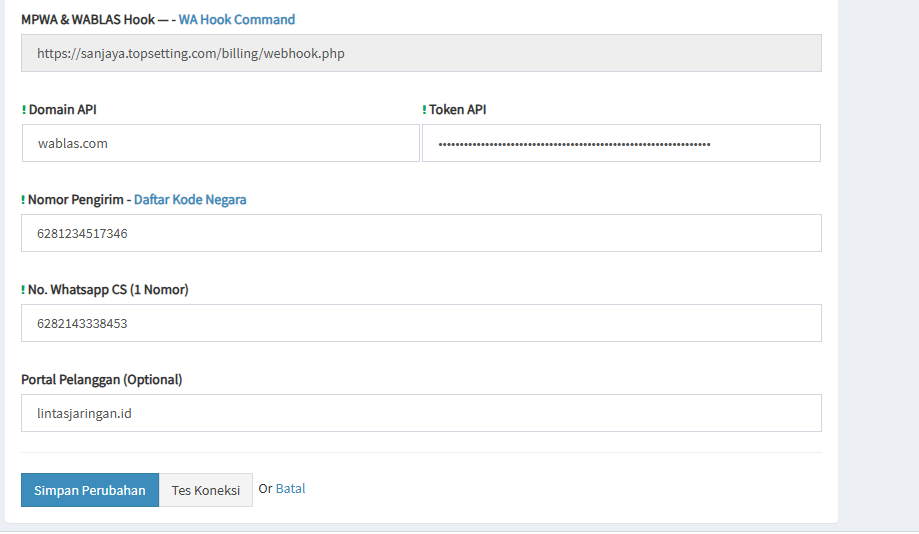 MPWA & WABLAS Hook — - WA Hook Command
https://sanjaya.topsetting.com/billing/webhook.php
! Domain API
! Token API
wablas.com
••••••••••••••••••••••••••••••••••••••••••••••••••••••••••••••••
! Nomor Pengirim - Daftar Kode Negara
6281234517346
! No. Whatsapp CS (1 Nomor)
6282143338453
Portal Pelanggan (Optional)
lintasjaringan.id
Simpan Perubahan
Tes Koneksi
Or Batal